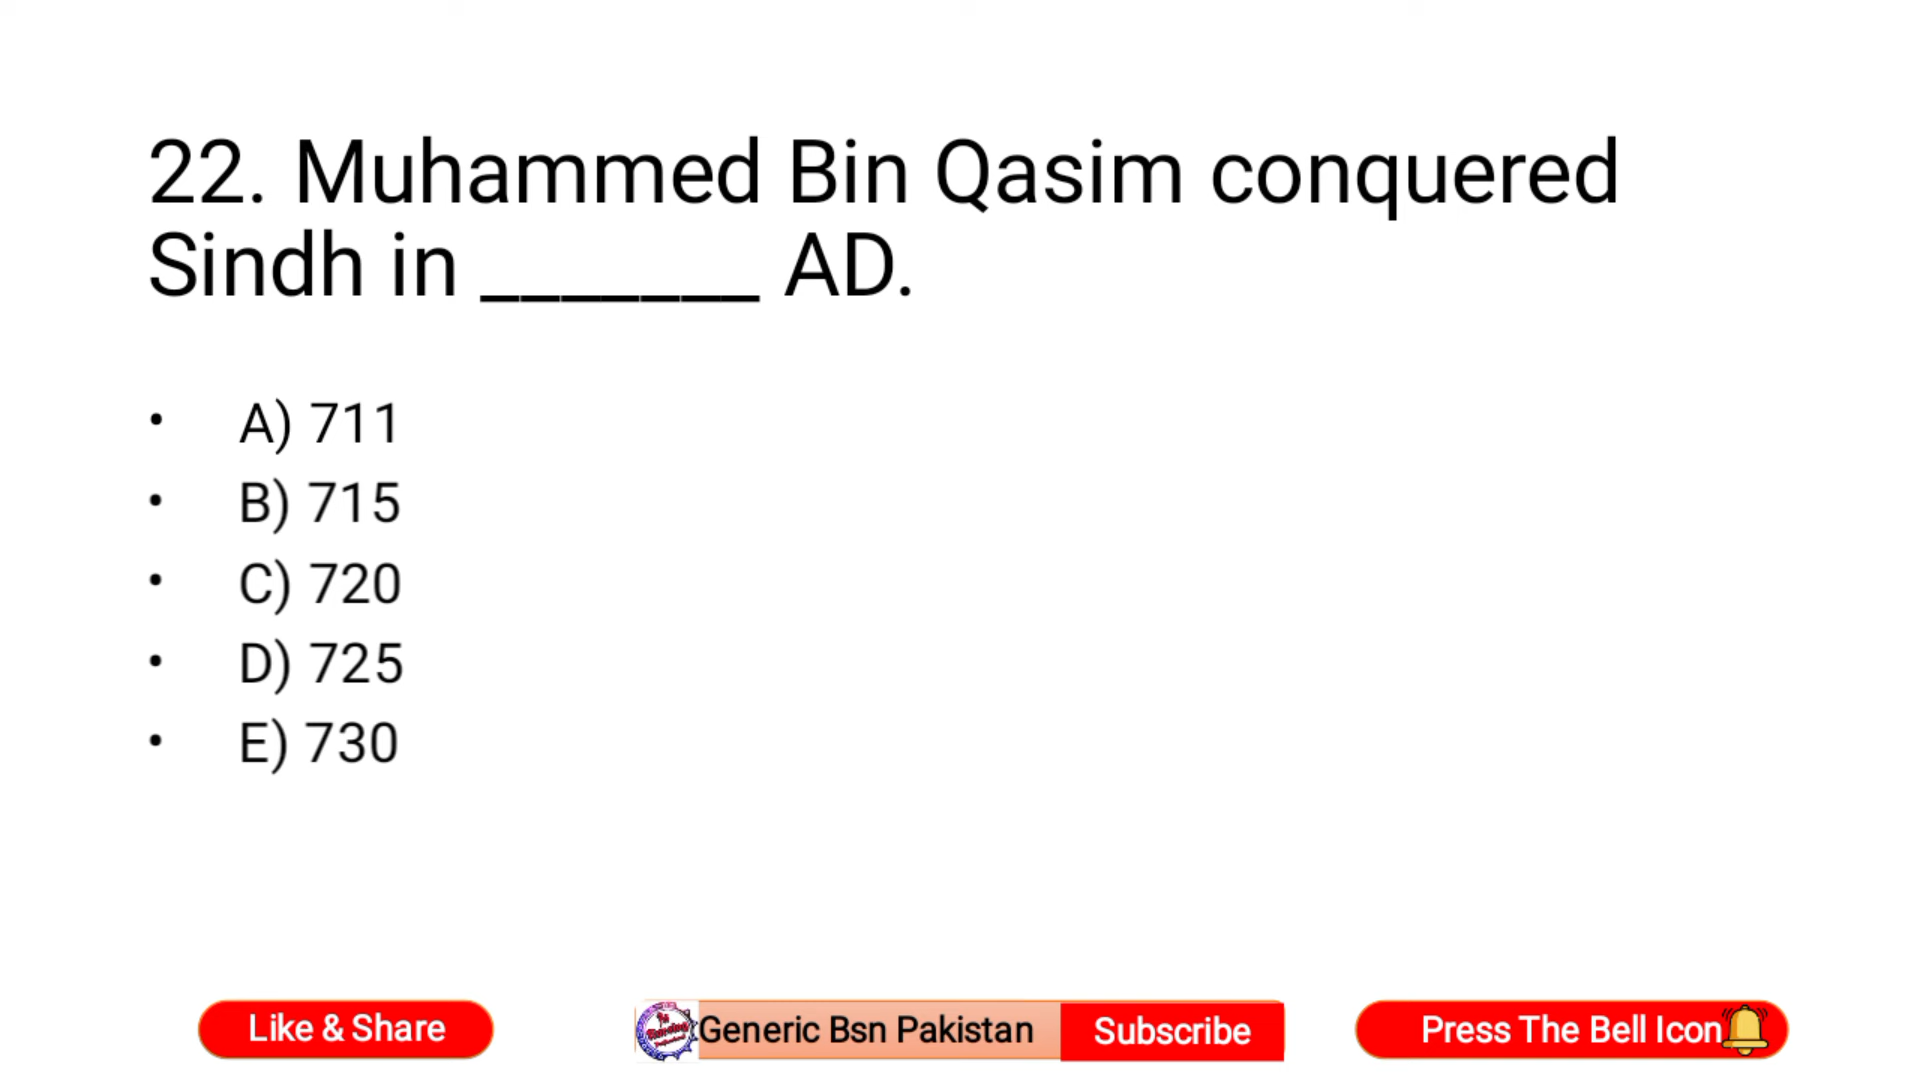 22. Muhammed Bin Qasim conquered
Sindh in _______ AD.
• A) 711
• B) 715
• C) 720
• D) 725
• E) 730
Like & Share
Generic Bsn Pakistan
Subscribe
Press The Bell Icon